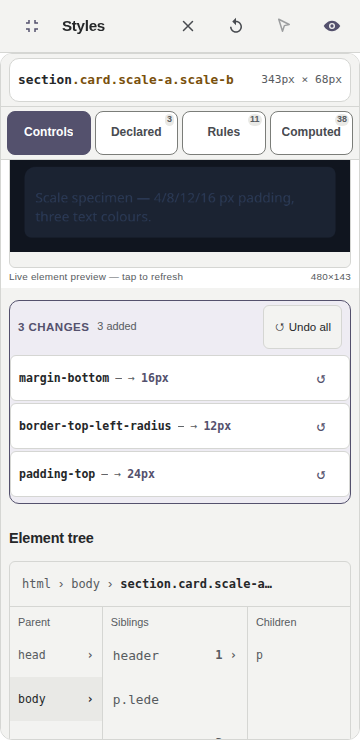 Styles
section.card.scale-a.scale-b 343px × 68px
Controls Declared 3 Rules 11 Computed 38
Scale specimen — 4/8/12/16 px padding,
three text colours.
Live element preview — tap to refresh 480×143
3 CHANGES 3 added ↺ Undo all
margin-bottom — → 16px ↺
border-top-left-radius — → 12px ↺
padding-top — → 24px ↺
Element tree
html › body › section.card.scale-a…
Parent Siblings Children
head › header 1 › p
body › p.lede